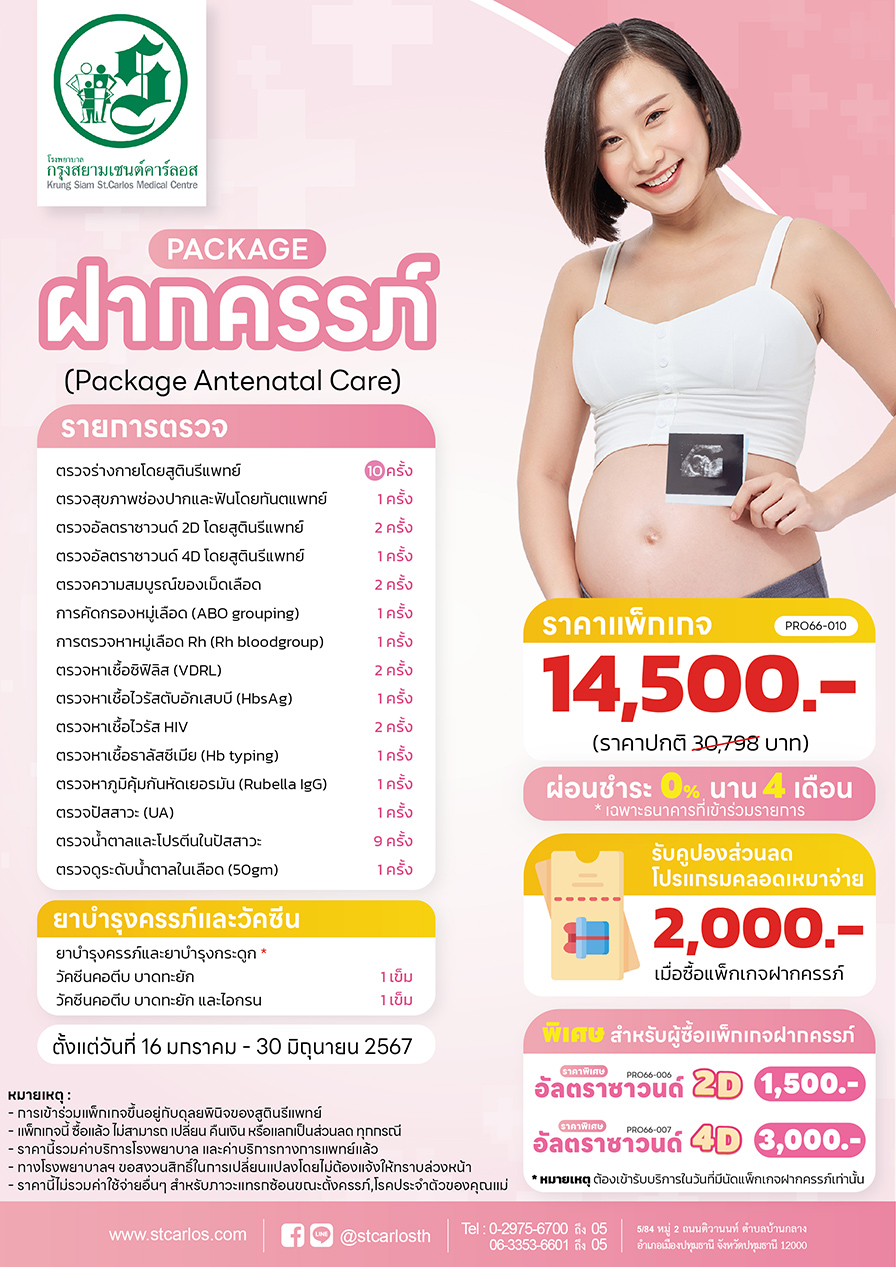 โรงพยาบาล
กรุงสยามเซนต์คาร์ลอส
Krung Siam St.Carlos Medical Centre
PACKAGE
ฝากครรภ์
(Package Antenatal Care)
รายการตรวจ
ตรวจร่างกายโดยสูตินรีแพทย์ 10 ครั้ง
ตรวจสุขภาพช่องปากและฟันโดยทันตแพทย์ 1 ครั้ง
ตรวจอัลตราซาวนด์ 2D โดยสูตินรีแพทย์ 2 ครั้ง
ตรวจอัลตราซาวนด์ 4D โดยสูตินรีแพทย์ 1 ครั้ง
ตรวจความสมบูรณ์ของเม็ดเลือด 2 ครั้ง
การคัดกรองหมู่เลือด (ABO grouping) 1 ครั้ง
การตรวจหาหมู่เลือด Rh (Rh bloodgroup) 1 ครั้ง
ตรวจหาเชื้อซิฟิลิส (VDRL) 2 ครั้ง
ตรวจหาเชื้อไวรัสตับอักเสบบี (HbsAg) 1 ครั้ง
ตรวจหาเชื้อไวรัส HIV 2 ครั้ง
ตรวจหาเชื้อธาลัสซีเมีย (Hb typing) 1 ครั้ง
ตรวจหาภูมิคุ้มกันหัดเยอรมัน (Rubella IgG) 1 ครั้ง
ตรวจปัสสาวะ (UA) 1 ครั้ง
ตรวจน้ำตาลและโปรตีนในปัสสาวะ 9 ครั้ง
ตรวจดูระดับน้ำตาลในเลือด (50gm) 1 ครั้ง
ยาบำรุงครรภ์และวัคซีน
ยาบำรุงครรภ์และยาบำรุงกระดูก *
วัคซีนคอตีบ บาดทะยัก 1 เข็ม
วัคซีนคอตีบ บาดทะยัก และไอกรน 1 เข็ม
ตั้งแต่วันที่ 16 มกราคม - 30 มิถุนายน 2567
หมายเหตุ :
- การเข้าร่วมแพ็กเกจขึ้นอยู่กับดุลยพินิจของสูตินรีแพทย์
- แพ็กเกจนี้ ซื้อแล้ว ไม่สามารถ เปลี่ยน คืนเงิน หรือแลกเป็นส่วนลด ทุกกรณี
- ราคานี้รวมค่าบริการโรงพยาบาล และค่าบริการทางการแพทย์แล้ว
- ทางโรงพยาบาลฯ ขอสงวนสิทธิ์ในการเปลี่ยนแปลงโดยไม่ต้องแจ้งให้ทราบล่วงหน้า
- ราคานี้ไม่รวมค่าใช้จ่ายอื่นๆ สำหรับภาวะแทรกซ้อนขณะตั้งครรภ์,โรคประจำตัวของคุณแม่
ราคาแพ็กเกจ PRO66-010
14,500.-
(ราคาปกติ 30,798 บาท)
ผ่อนชำระ 0% นาน 4 เดือน
* เฉพาะธนาคารที่เข้าร่วมรายการ
รับคูปองส่วนลด
โปรแกรมคลอดเหมาจ่าย
2,000.-
เมื่อซื้อแพ็กเกจฝากครรภ์
พิเศษ สำหรับผู้ซื้อแพ็กเกจฝากครรภ์
ราคาพิเศษ PRO66-006
อัลตราซาวนด์ 2D 1,500.-
ราคาพิเศษ PRO66-007
อัลตราซาวนด์ 4D 3,000.-
* หมายเหตุ ต้องเข้ารับบริการในวันที่มีนัดแพ็กเกจฝากครรภ์เท่านั้น
www.stcarlos.com
LINE
@stcarlosth
Tel : 0-2975-6700 ถึง 05
06-3353-6601 ถึง 05
5/84 หมู่ 2 ถนนติวานนท์ ตำบลบ้านกลาง
อำเภอเมืองปทุมธานี จังหวัดปทุมธานี 12000